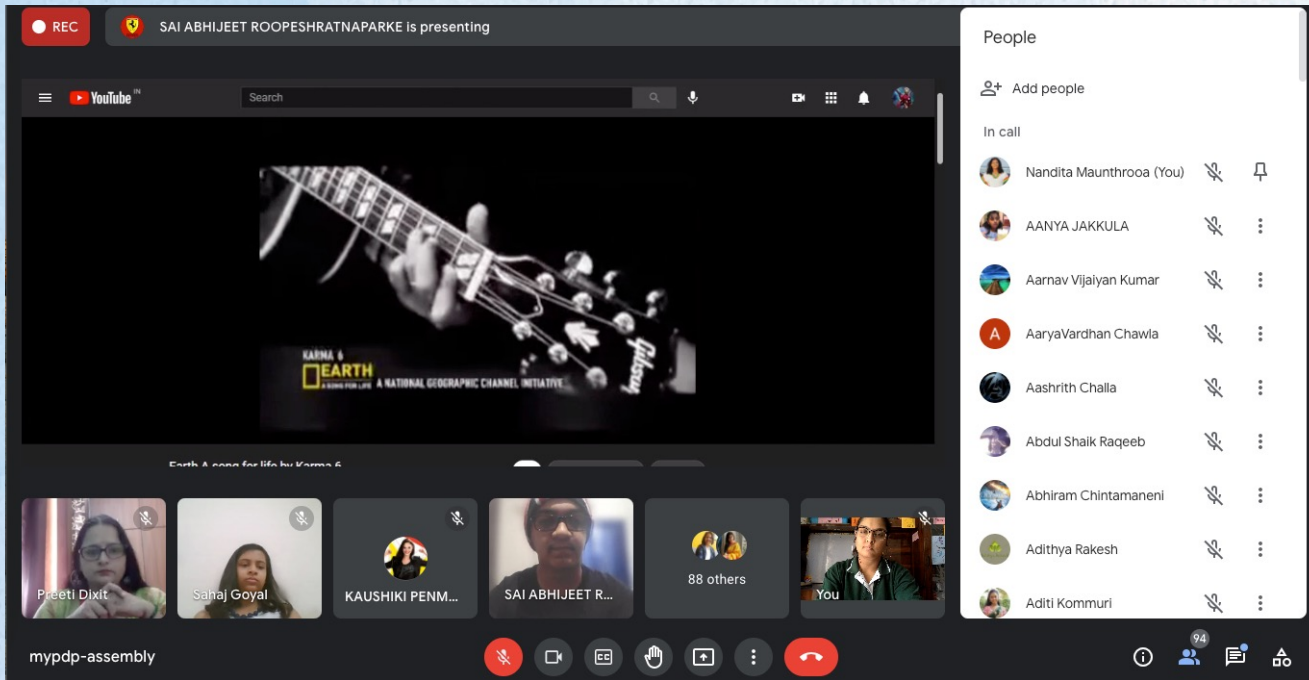 REC
SAI ABHIJEET ROOPESHRATNAPARKE is presenting
YouTube IN
Search
Gibson
KARMA 6
EARTH
A SONG FOR LIFE A NATIONAL GEOGRAPHIC CHANNEL INITIATIVE
Earth A song for life by Karma 6
Preeti Dixit
Sahaj Goyal
KAUSHIKI PENM...
SAI ABHIJEET R...
88 others
You
mypdp-assembly
CC
94
People
Add people
In call
Nandita Maunthrooa (You)
AANYA JAKKULA
Aarnav Vijaiyan Kumar
A
AaryaVardhan Chawla
Aashrith Challa
Abdul Shaik Raqeeb
Abhiram Chintamaneni
Adithya Rakesh
Aditi Kommuri